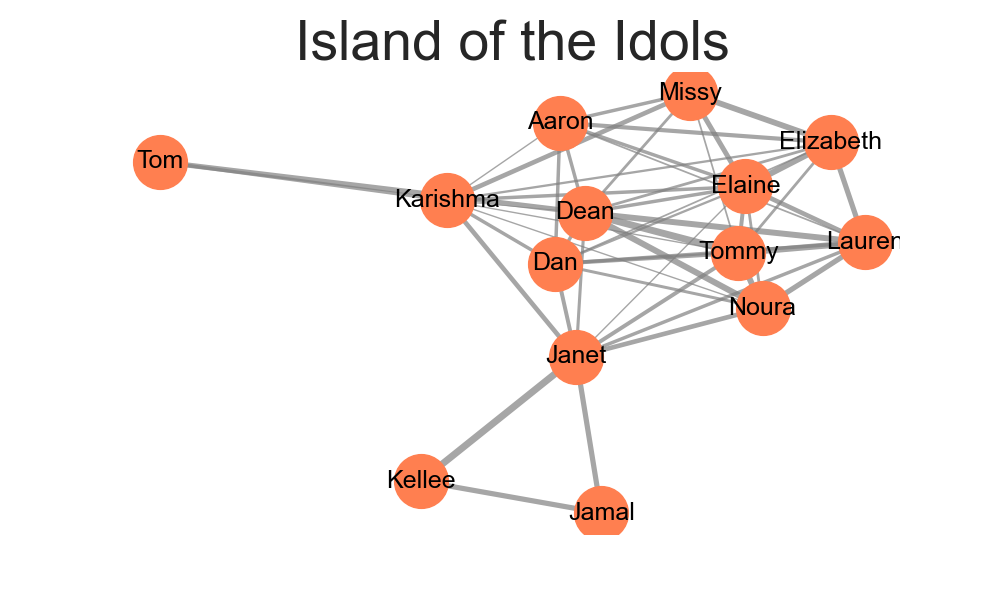 Island of the Idols
Missy
Aaron
Elizabeth
Tom
Elaine
Karishma
Dean
Lauren
Tommy
Dan
Noura
Janet
Kellee
Jamal